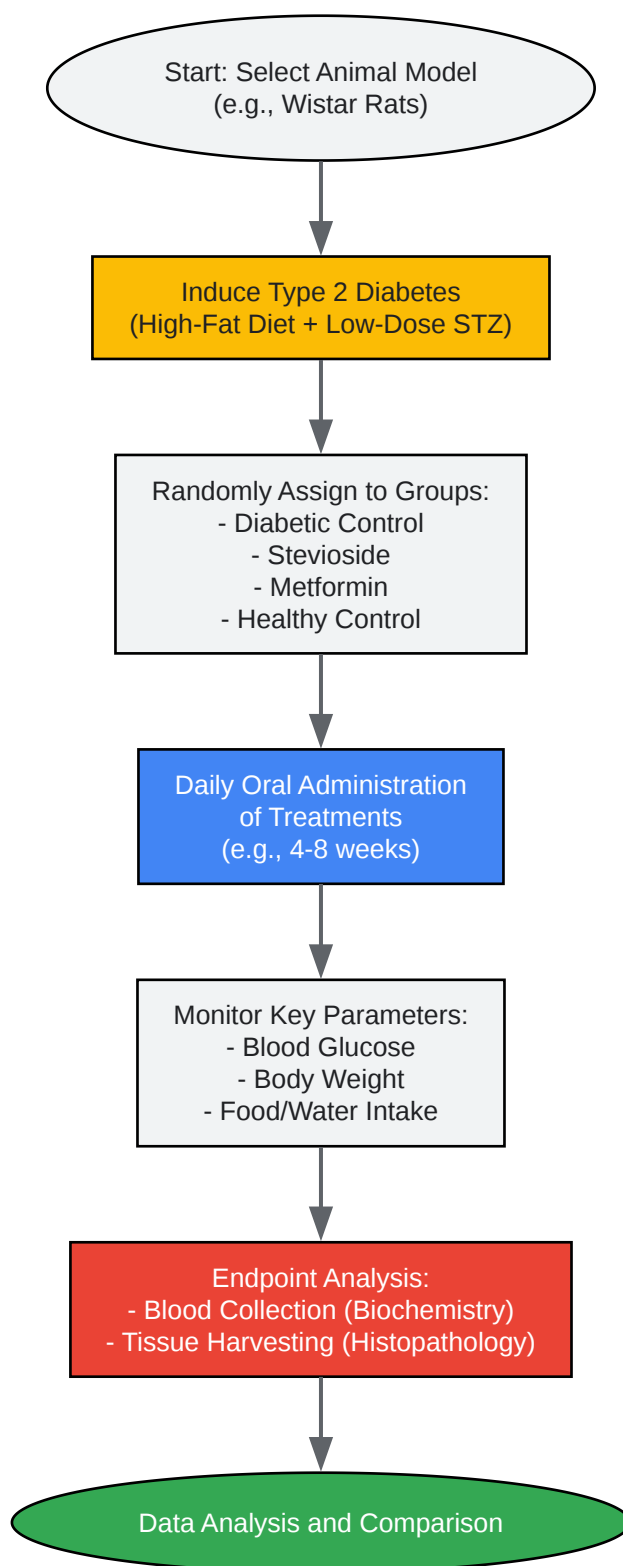 Start: Select Animal Model
(e.g., Wistar Rats)
Induce Type 2 Diabetes
(High-Fat Diet + Low-Dose STZ)
Randomly Assign to Groups:
- Diabetic Control
- Stevioside
- Metformin
- Healthy Control
Daily Oral Administration
of Treatments
(e.g., 4-8 weeks)
Monitor Key Parameters:
- Blood Glucose
- Body Weight
- Food/Water Intake
Endpoint Analysis:
- Blood Collection (Biochemistry)
- Tissue Harvesting (Histopathology)
Data Analysis and Comparison